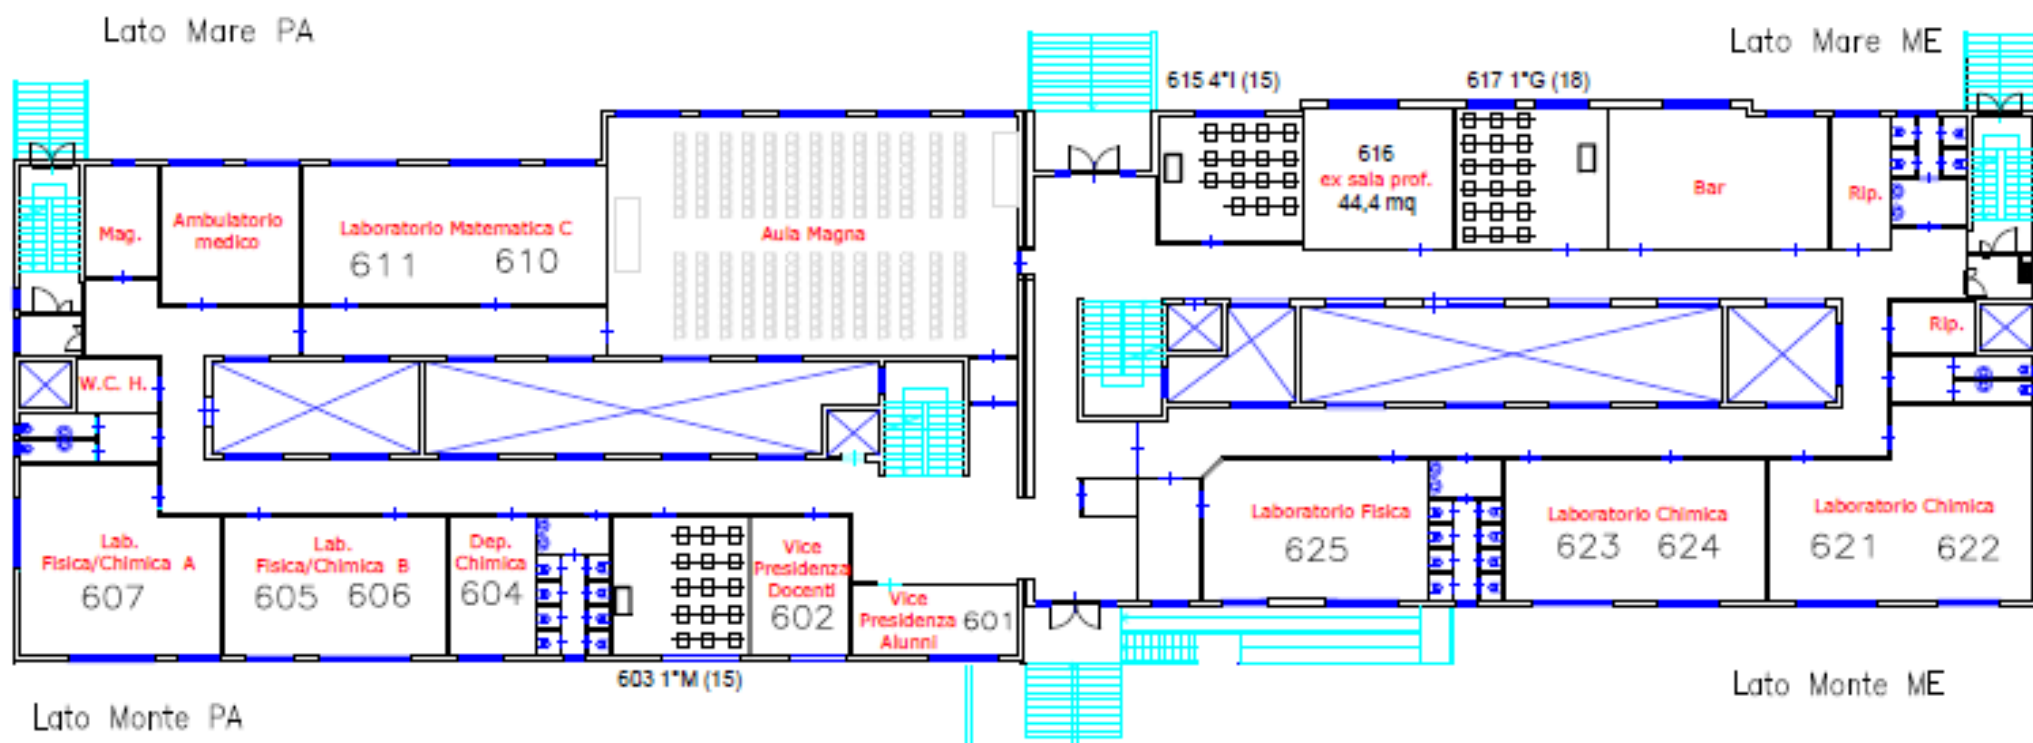 Lato Mare PA
Lato Mare ME
615 4°I (15)
617 1°G (18)
616
ex sala prof.
44,4 mq
Bar
Rip.
Mag.
Ambulatorio
medico
Laboratorio Matematica C
611 610
Aula Magna
Rip.
W.C. H.
Lab.
Fisica/Chimica A
607
Lab.
Fisica/Chimica B
605 606
Dep.
Chimica
604
Vice
Presidenza
Docenti
602
Vice
Presidenza
Alunni
601
Laboratorio Fisica
625
Laboratorio Chimica
623 624
Laboratorio Chimica
621 622
603 1°M (15)
Lato Monte PA
Lato Monte ME